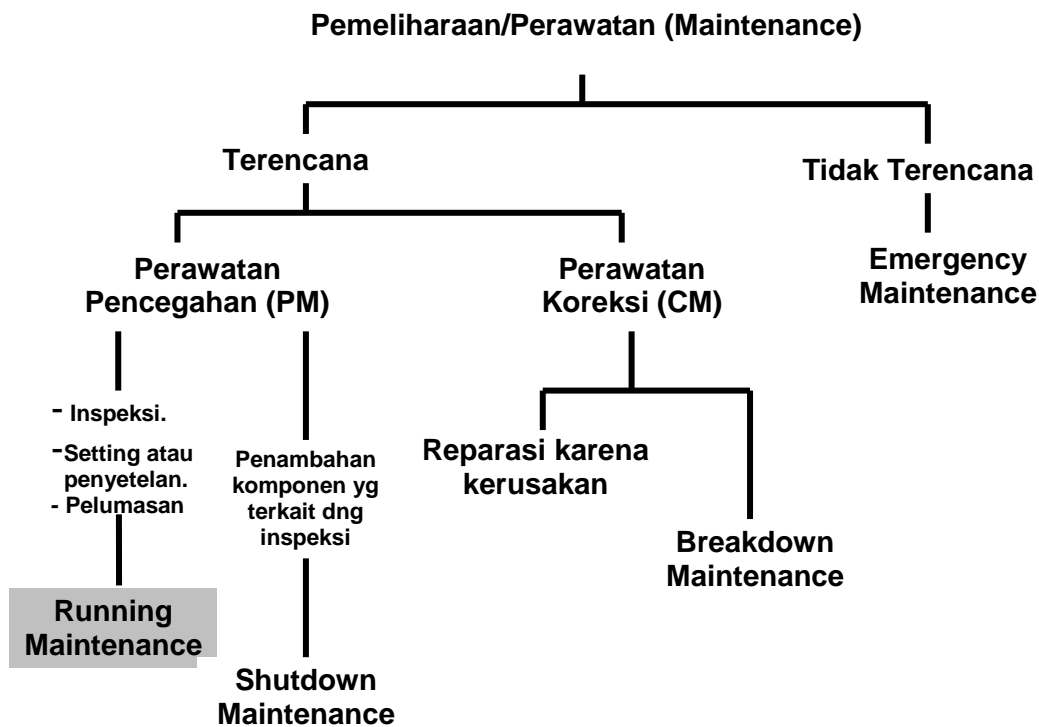 Pemeliharaan/Perawatan (Maintenance)
Terencana
Tidak Terencana
Perawatan
Pencegahan (PM)
Perawatan
Koreksi (CM)
Emergency
Maintenance
- Inspeksi.
-Setting atau
penyetelan.
- Pelumasan
Penambahan
komponen yg
terkait dng
inspeksi
Reparasi karena
kerusakan
Breakdown
Maintenance
Running
Maintenance
Shutdown
Maintenance